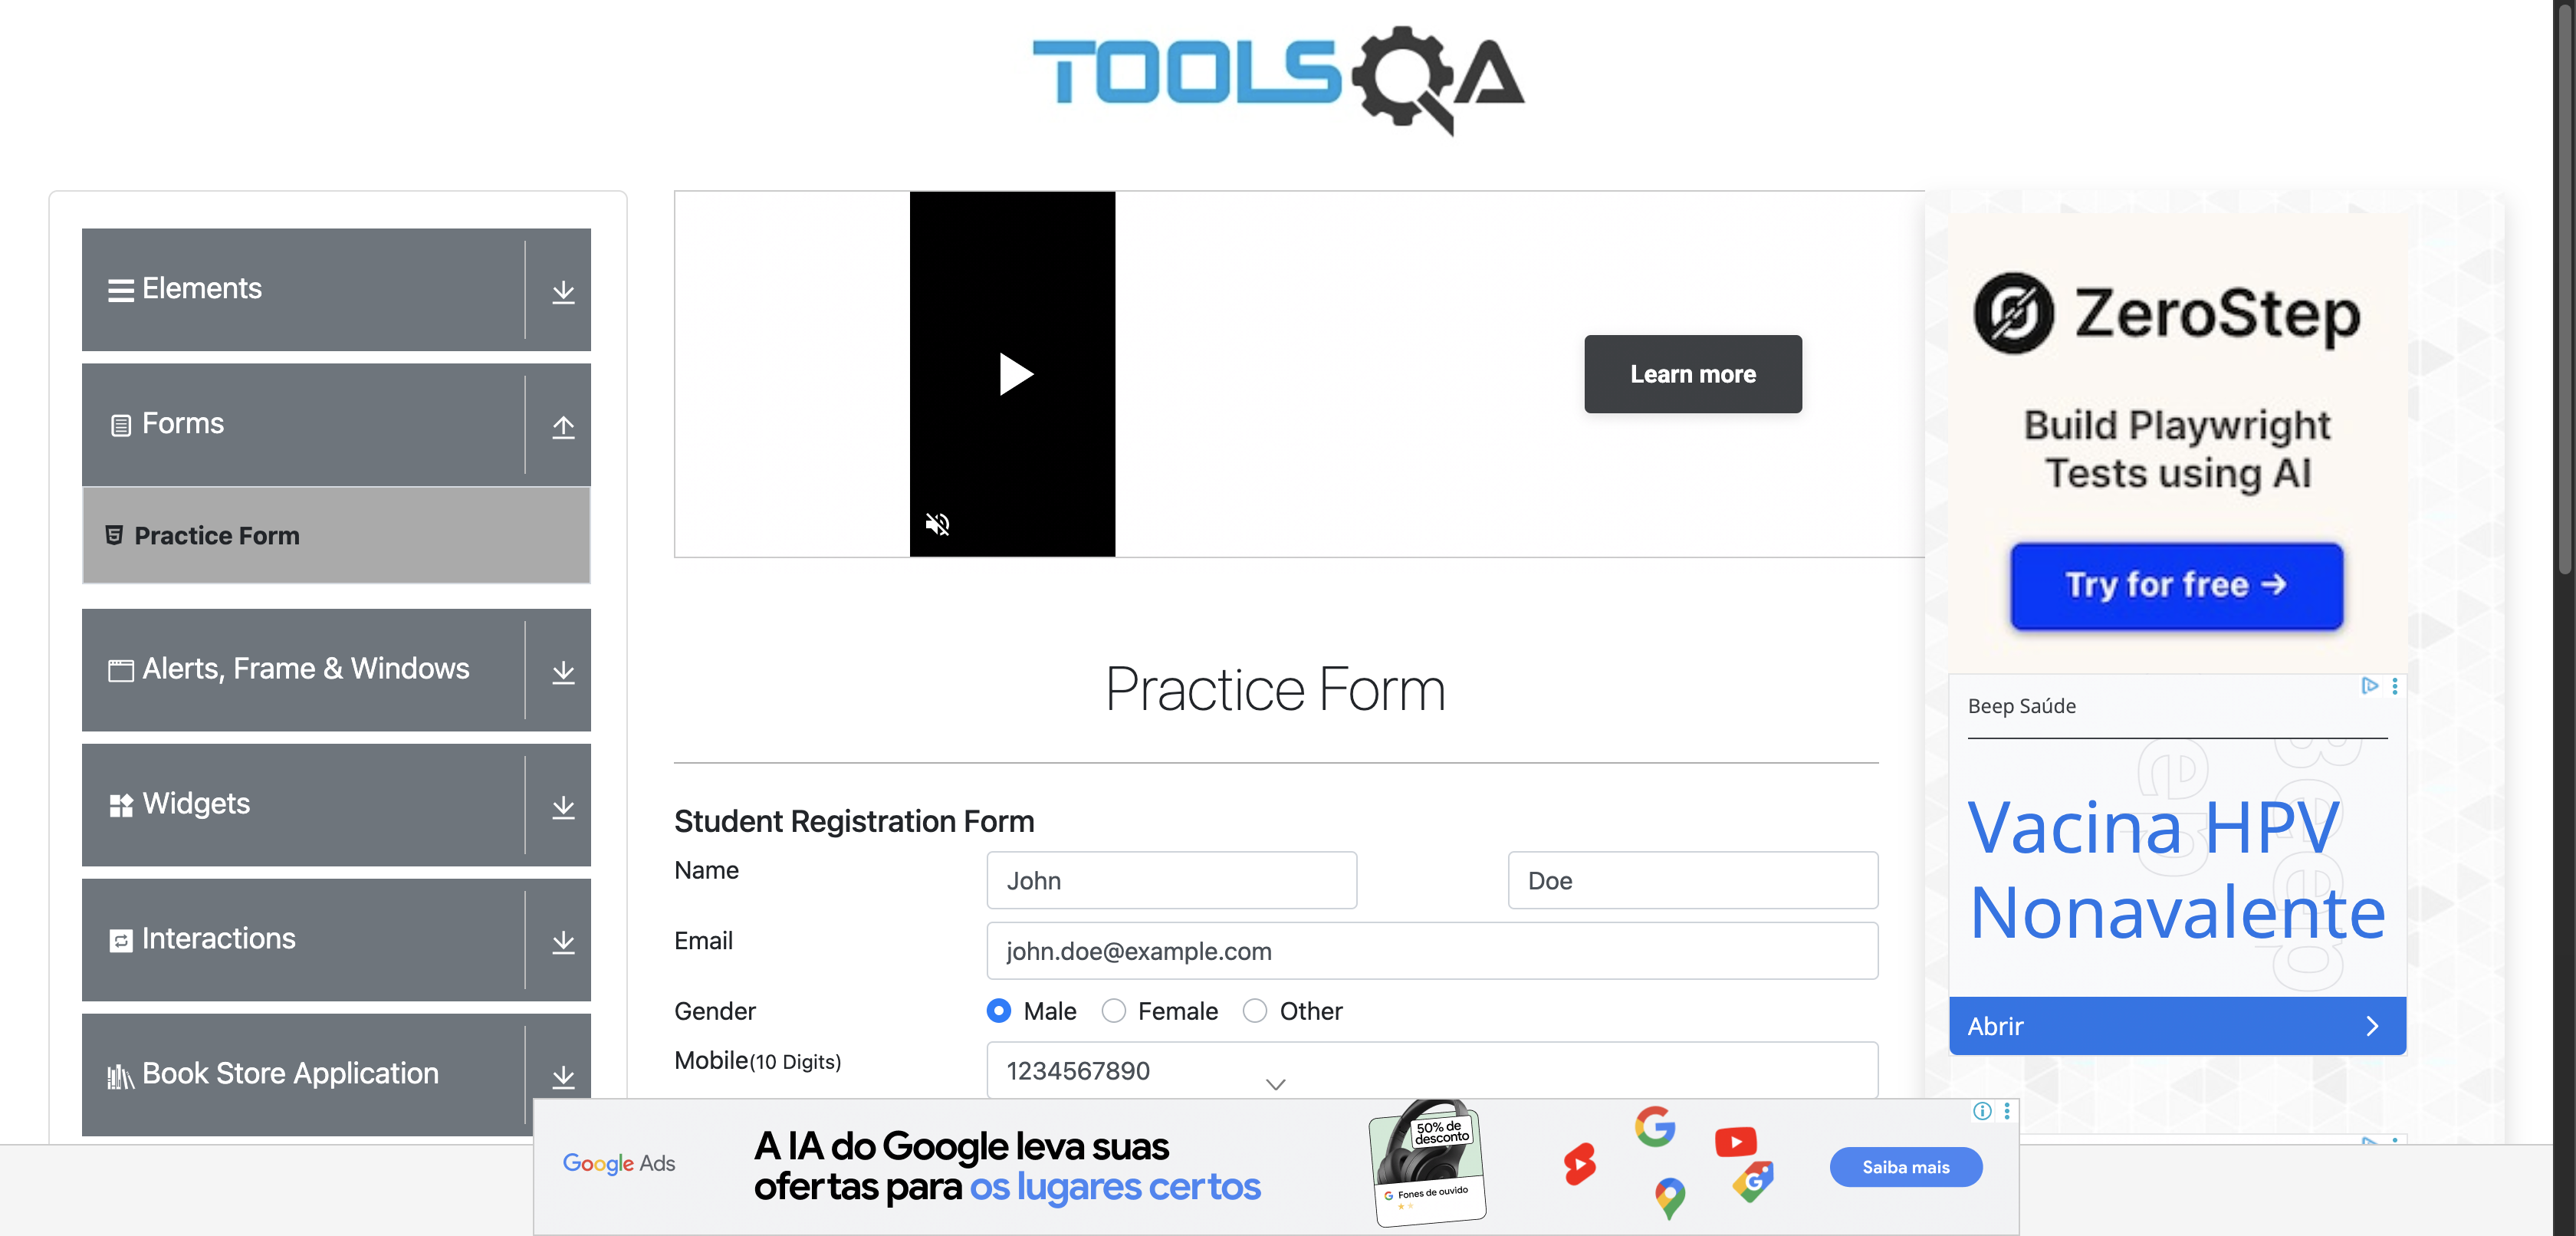 TOOLSQA
Elements
Forms
Practice Form
Alerts, Frame & Windows
Widgets
Interactions
Book Store Application
Learn more
Practice Form
Student Registration Form
Name
John
Doe
Email
john.doe@example.com
Gender
Male
Female
Other
Mobile(10 Digits)
1234567890
ZeroStep
Build Playwright
Tests using AI
Try for free →
Beep Saúde
Beep
Vacina HPV
Nonavalente
Abrir
Google Ads
A IA do Google leva suas
ofertas para os lugares certos
50% de
desconto
G Fones de ouvido
G
G
Saiba mais